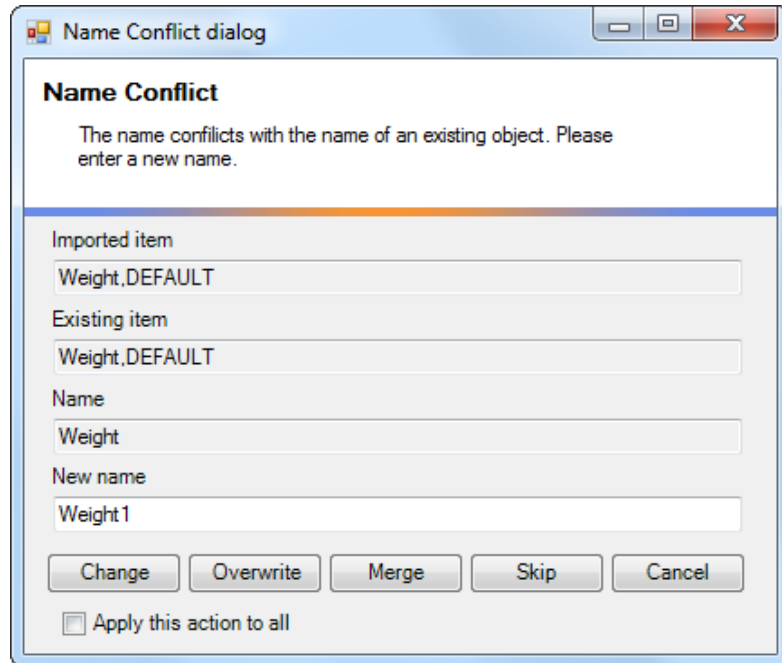 Name Conflict dialog
Name Conflict
The name confilicts with the name of an existing object. Please
enter a new name.
Imported item
Weight,DEFAULT
Existing item
Weight,DEFAULT
Name
Weight
New name
Weight1
Change Overwrite Merge Skip Cancel
Apply this action to all